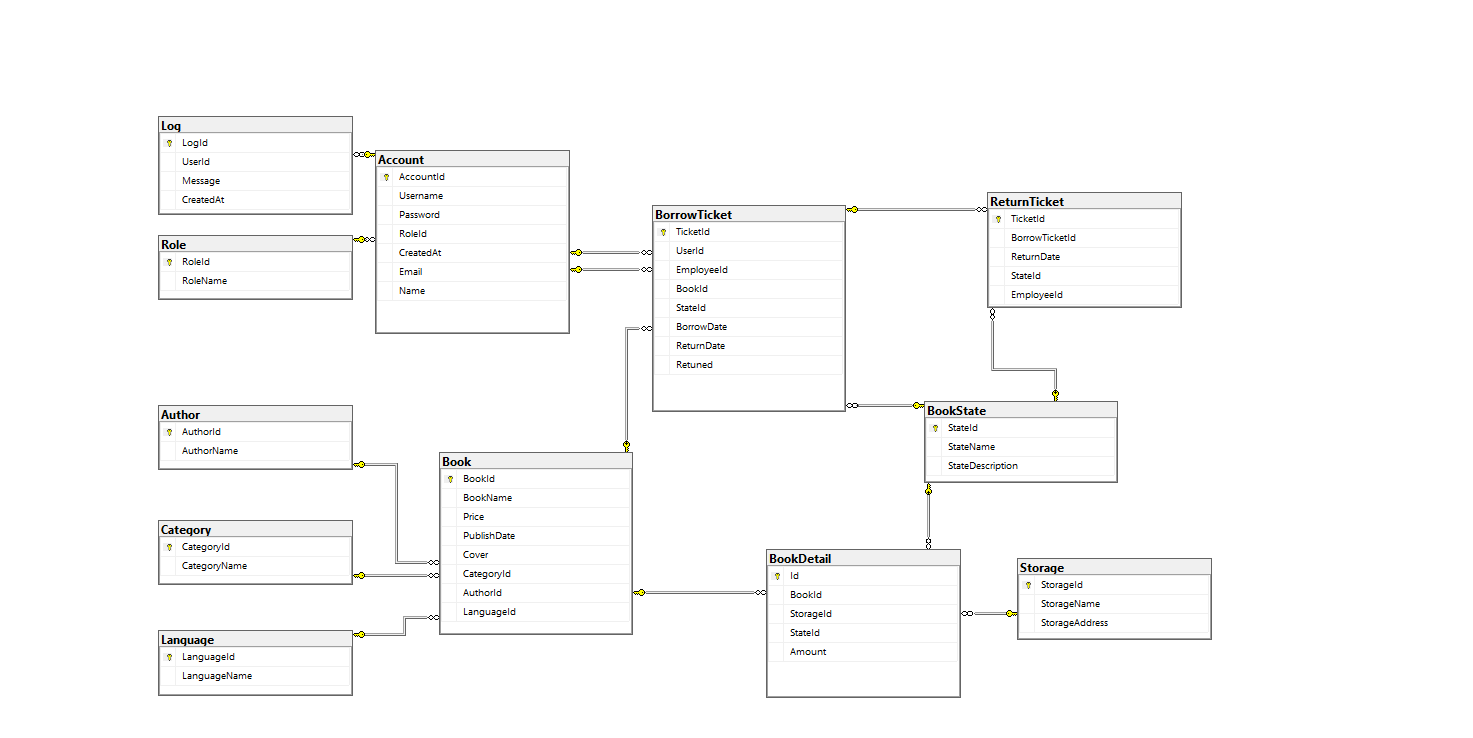 Log
LogId
UserId
Message
CreatedAt
Role
RoleId
RoleName
Account
AccountId
Username
Password
RoleId
CreatedAt
Email
Name
BorrowTicket
TicketId
UserId
EmployeeId
BookId
StateId
BorrowDate
ReturnDate
Retuned
ReturnTicket
TicketId
BorrowTicketId
ReturnDate
StateId
EmployeeId
Author
AuthorId
AuthorName
Category
CategoryId
CategoryName
Language
LanguageId
LanguageName
Book
BookId
BookName
Price
PublishDate
Cover
CategoryId
AuthorId
LanguageId
BookState
StateId
StateName
StateDescription
BookDetail
Id
BookId
StorageId
StateId
Amount
Storage
StorageId
StorageName
StorageAddress